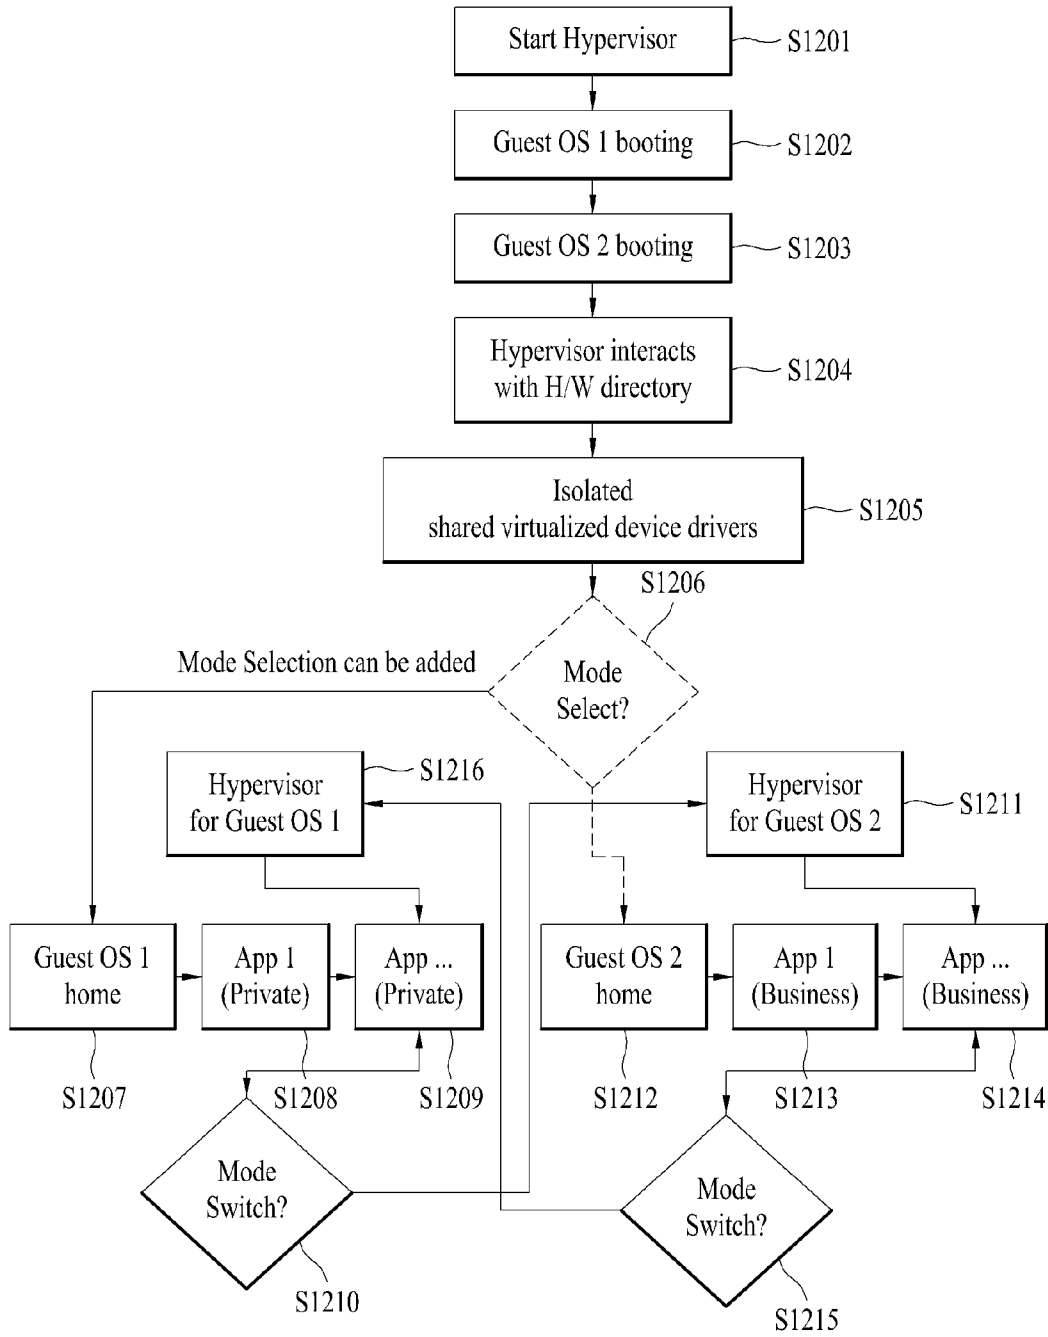 Start Hypervisor
S1201
Guest OS 1 booting
S1202
Guest OS 2 booting
S1203
Hypervisor interacts
with H/W directory
S1204
Isolated
shared virtualized device drivers
S1205
S1206
Mode Selection can be added
Mode
Select?
Hypervisor
for Guest OS 1
S1216
Hypervisor
for Guest OS 2
S1211
Guest OS 1
home
App 1
(Private)
App ...
(Private)
Guest OS 2
home
App 1
(Business)
App ...
(Business)
S1207
S1208
S1209
S1212
S1213
S1214
Mode
Switch?
S1210
Mode
Switch?
S1215